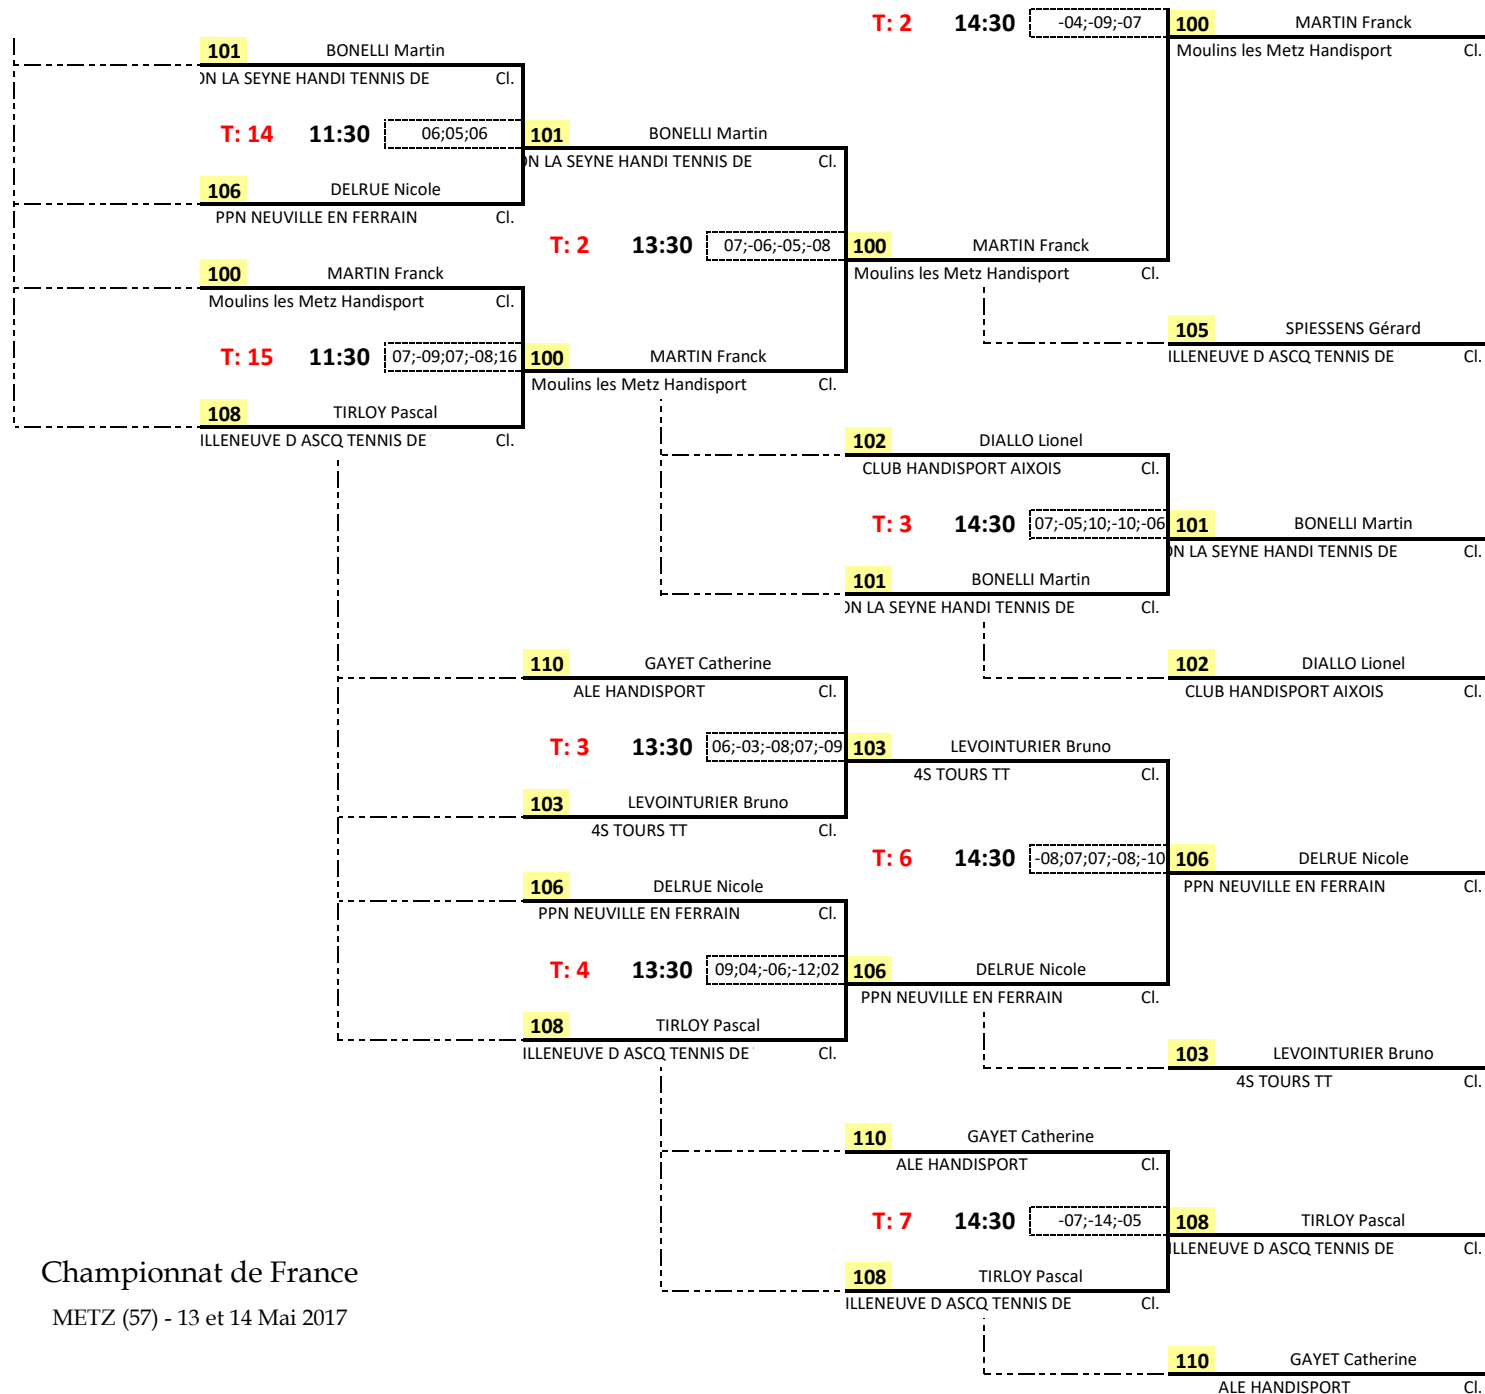 T: 2 14:30 -04;-09;-07 100 MARTIN Franck
Moulins les Metz Handisport Cl.
101 BONELLI Martin
ON LA SEYNE HANDI TENNIS DE Cl.
T: 14 11:30 06;05;06 101 BONELLI Martin
ON LA SEYNE HANDI TENNIS DE Cl.
106 DELRUE Nicole
PPN NEUVILLE EN FERRAIN Cl.
T: 2 13:30 07;-06;-05;-08 100 MARTIN Franck
Moulins les Metz Handisport Cl.
100 MARTIN Franck
Moulins les Metz Handisport Cl.
105 SPIESSENS Gérard
ILLENEUVE D ASCQ TENNIS DE Cl.
T: 15 11:30 07;-09;07;-08;16 100 MARTIN Franck
Moulins les Metz Handisport Cl.
108 TIRLOY Pascal
ILLENEUVE D ASCQ TENNIS DE Cl.
102 DIALLO Lionel
CLUB HANDISPORT AIXOIS Cl.
T: 3 14:30 07;-05;10;-10;-06 101 BONELLI Martin
ON LA SEYNE HANDI TENNIS DE Cl.
101 BONELLI Martin
ON LA SEYNE HANDI TENNIS DE Cl.
110 GAYET Catherine
ALE HANDISPORT Cl.
102 DIALLO Lionel
CLUB HANDISPORT AIXOIS Cl.
T: 3 13:30 06;-03;-08;07;-09 103 LEVOINTURIER Bruno
4S TOURS TT Cl.
103 LEVOINTURIER Bruno
4S TOURS TT Cl.
T: 6 14:30 -08;07;07;-08;-10 106 DELRUE Nicole
PPN NEUVILLE EN FERRAIN Cl.
106 DELRUE Nicole
PPN NEUVILLE EN FERRAIN Cl.
T: 4 13:30 09;04;-06;-12;02 106 DELRUE Nicole
PPN NEUVILLE EN FERRAIN Cl.
108 TIRLOY Pascal
ILLENEUVE D ASCQ TENNIS DE Cl.
103 LEVOINTURIER Bruno
4S TOURS TT Cl.
110 GAYET Catherine
ALE HANDISPORT Cl.
T: 7 14:30 -07;-14;-05 108 TIRLOY Pascal
ILLENEUVE D ASCQ TENNIS DE Cl.
108 TIRLOY Pascal
ILLENEUVE D ASCQ TENNIS DE Cl.
Championnat de France
METZ (57) - 13 et 14 Mai 2017
110 GAYET Catherine
ALE HANDISPORT Cl.